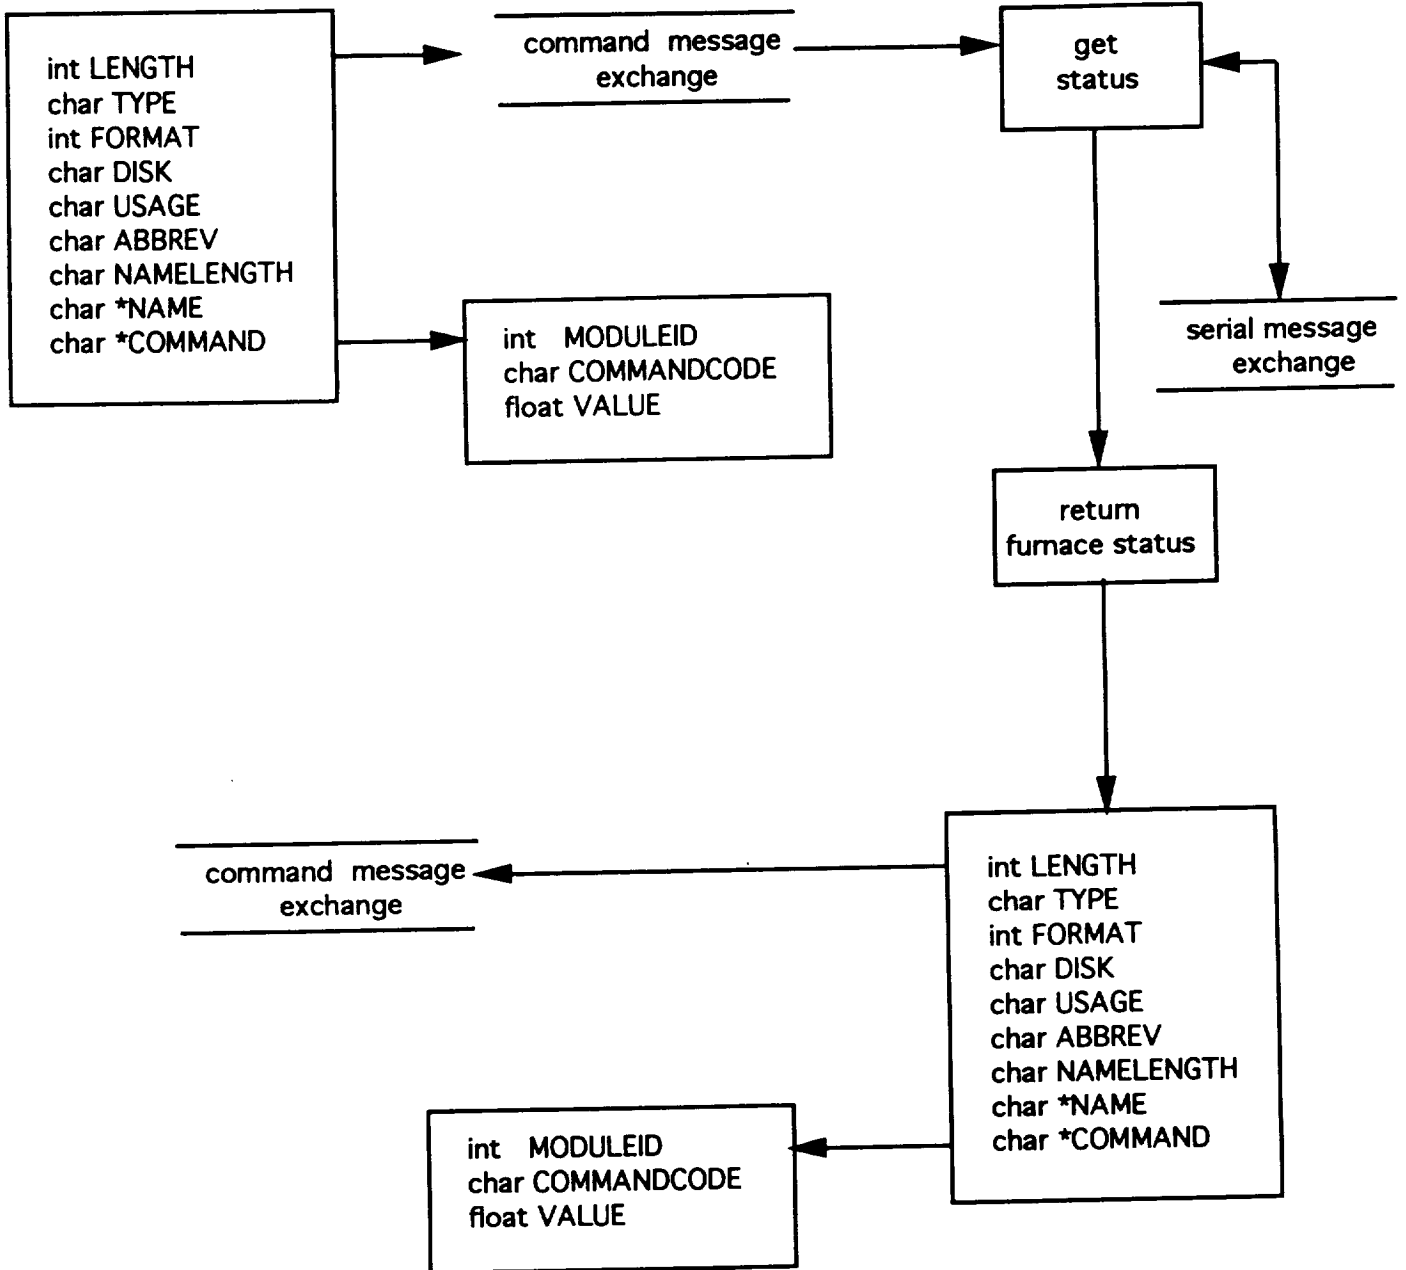 int LENGTH
char TYPE
int FORMAT
char DISK
char USAGE
char ABBREV
char NAMELENGTH
char *NAME
char *COMMAND
command message
exchange
get
status
int MODULEID
char COMMANDCODE
float VALUE
serial message
exchange
return
furnace status
command message
exchange
int LENGTH
char TYPE
int FORMAT
char DISK
char USAGE
char ABBREV
char NAMELENGTH
char *NAME
char *COMMAND
int MODULEID
char COMMANDCODE
float VALUE